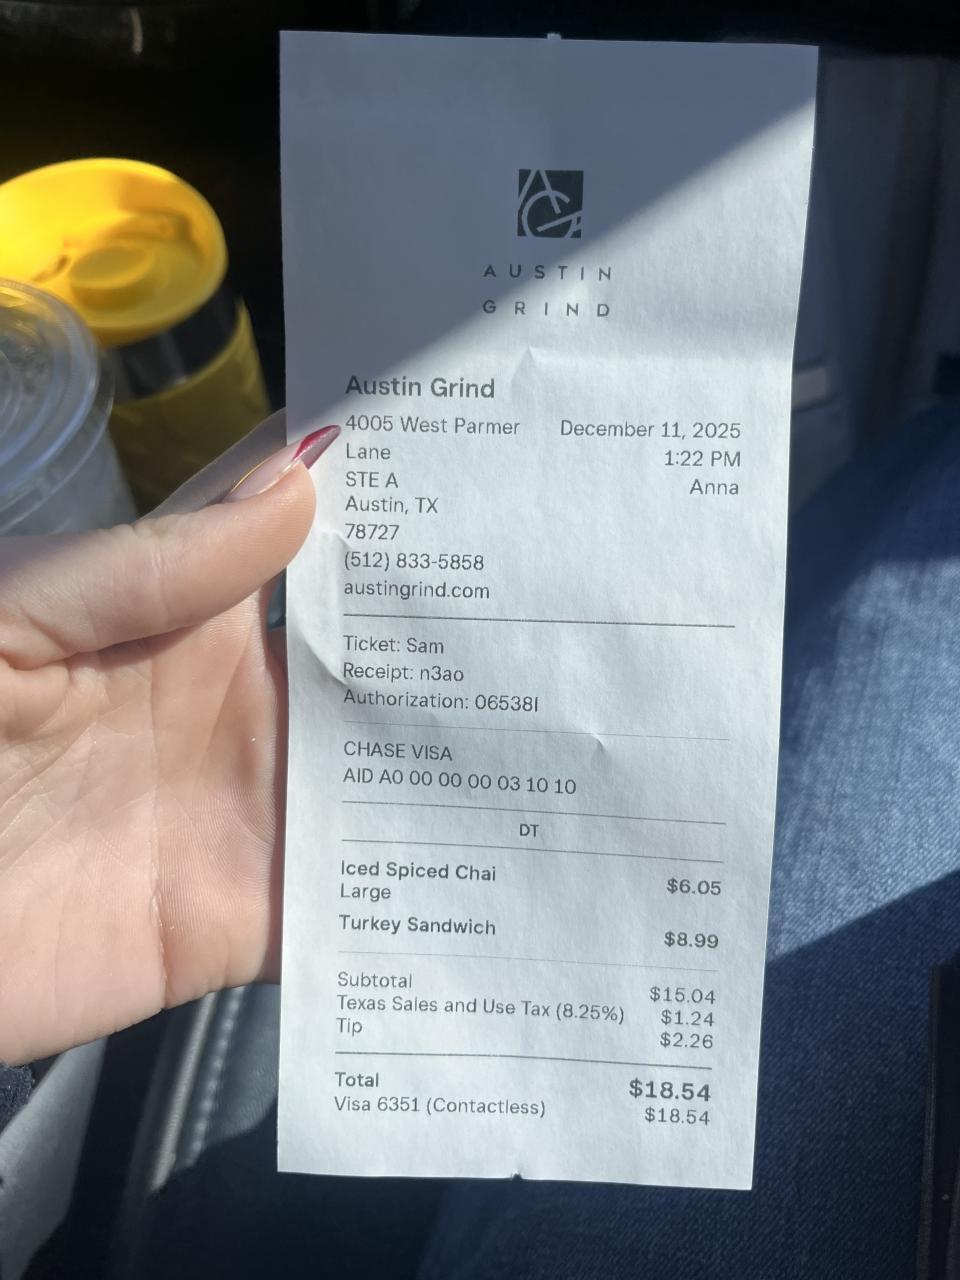 AUSTIN
GRIND
Austin Grind
4005 West Parmer December 11, 2025
Lane 1:22 PM
STE A Anna
Austin, TX
78727
(512) 833-5858
austingrind.com
Ticket: Sam
Receipt: n3ao
Authorization: 06538I
CHASE VISA
AID A0 00 00 00 03 10 10
DT
Iced Spiced Chai $6.05
Large
Turkey Sandwich $8.99
Subtotal $15.04
Texas Sales and Use Tax (8.25%) $1.24
Tip $2.26
Total $18.54
Visa 6351 (Contactless) $18.54